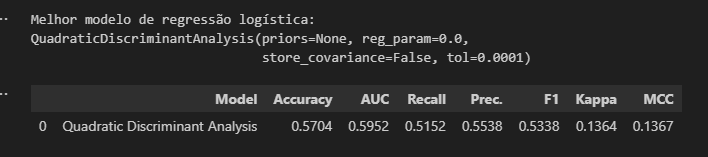 Melhor modelo de regressão logística:
QuadraticDiscriminantAnalysis(priors=None, reg_param=0.0,
store_covariance=False, tol=0.0001)
Model Accuracy AUC Recall Prec. F1 Kappa MCC
0 Quadratic Discriminant Analysis 0.5704 0.5952 0.5152 0.5538 0.5338 0.1364 0.1367